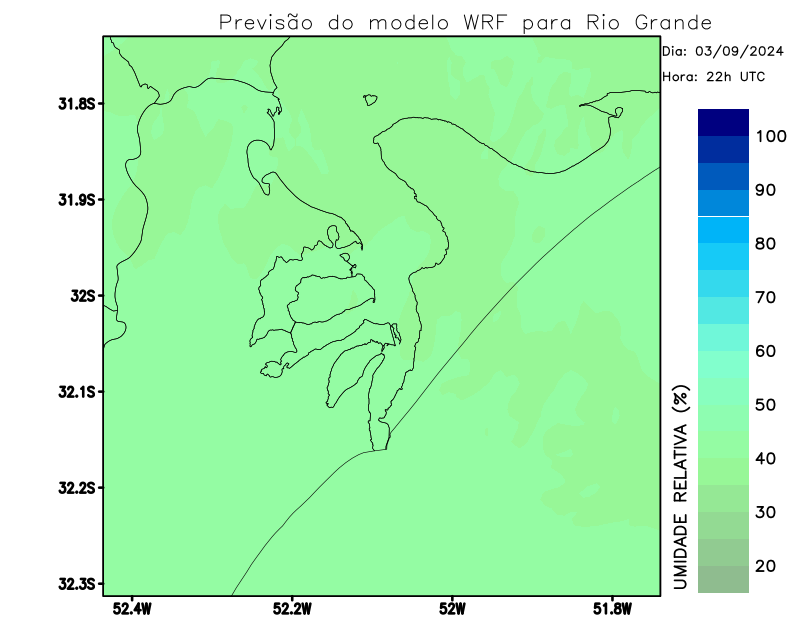 Previsão do modelo WRF para Rio Grande
Dia: 03/09/2024
Hora: 22h UTC
31.8S
31.9S
32S
32.1S
32.2S
32.3S
52.4W
52.2W
52W
51.8W
100
90
80
70
60
50
40
30
20
UMIDADE RELATIVA (%)